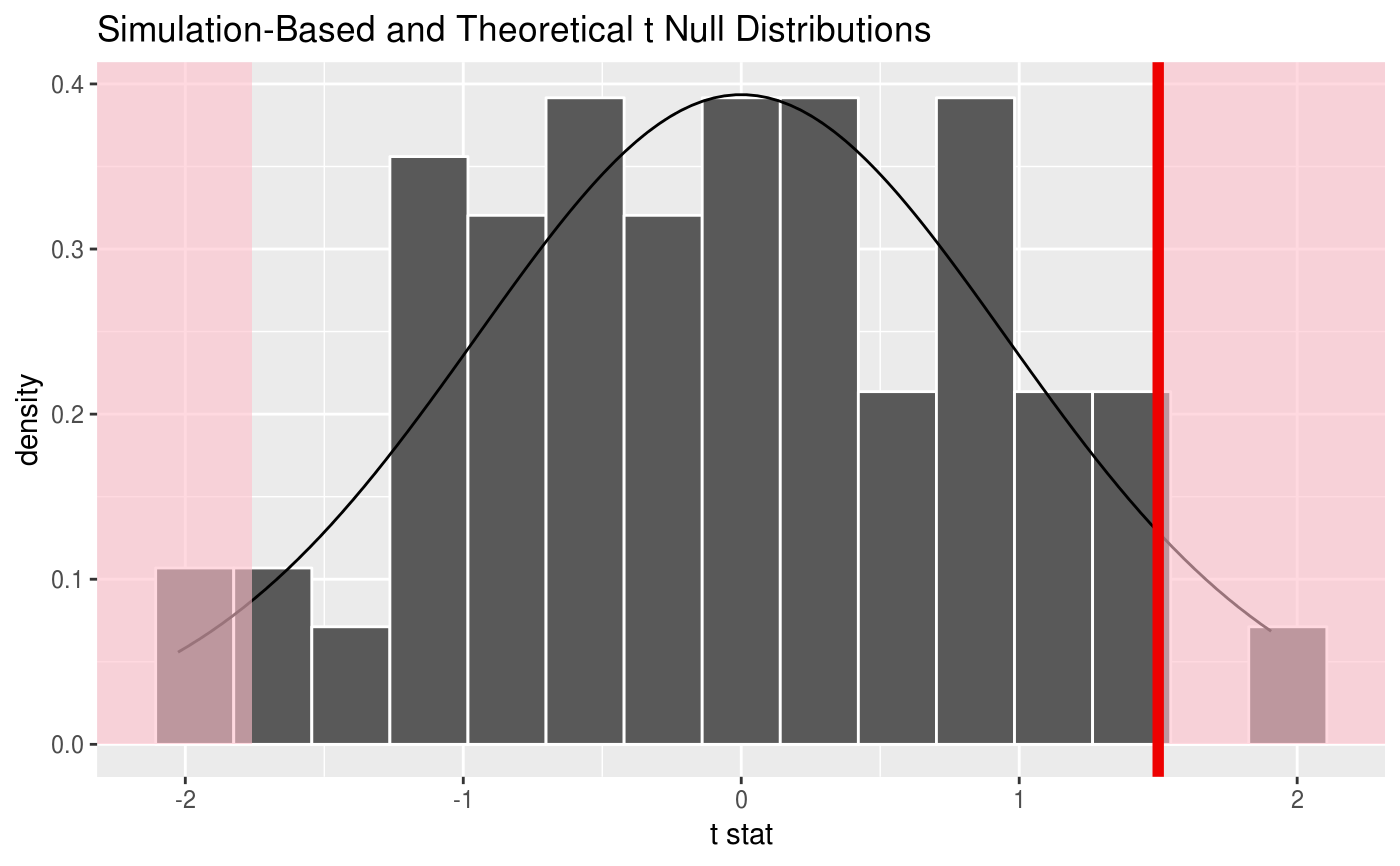 Simulation-Based and Theoretical t Null Distributions
0.4
0.3
0.2
0.1
0.0
density
-2 -1 0 1 2
t stat